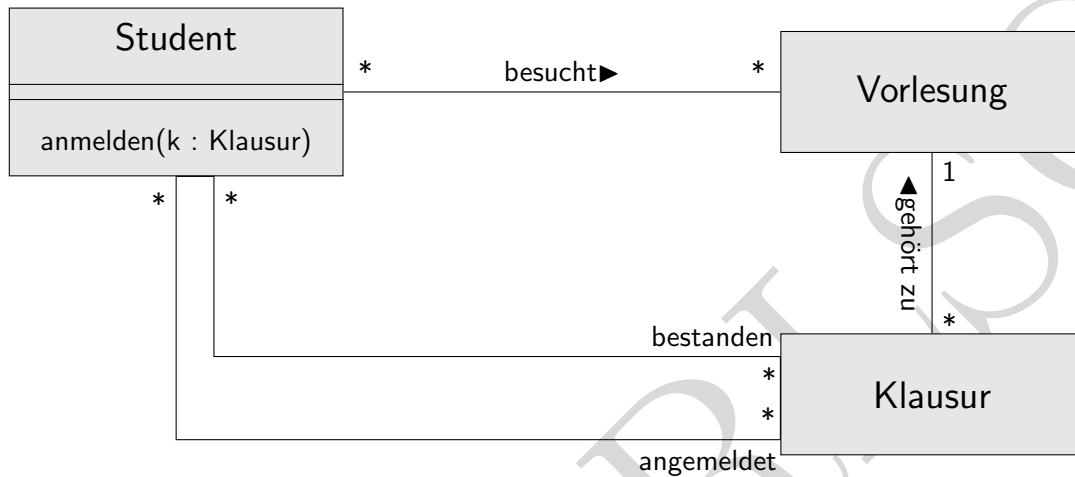 Student
anmelden(k : Klausur)
* besucht▶ *
Vorlesung
* *
1
◀gehört zu
*
bestanden
*
*
angemeldet
Klausur